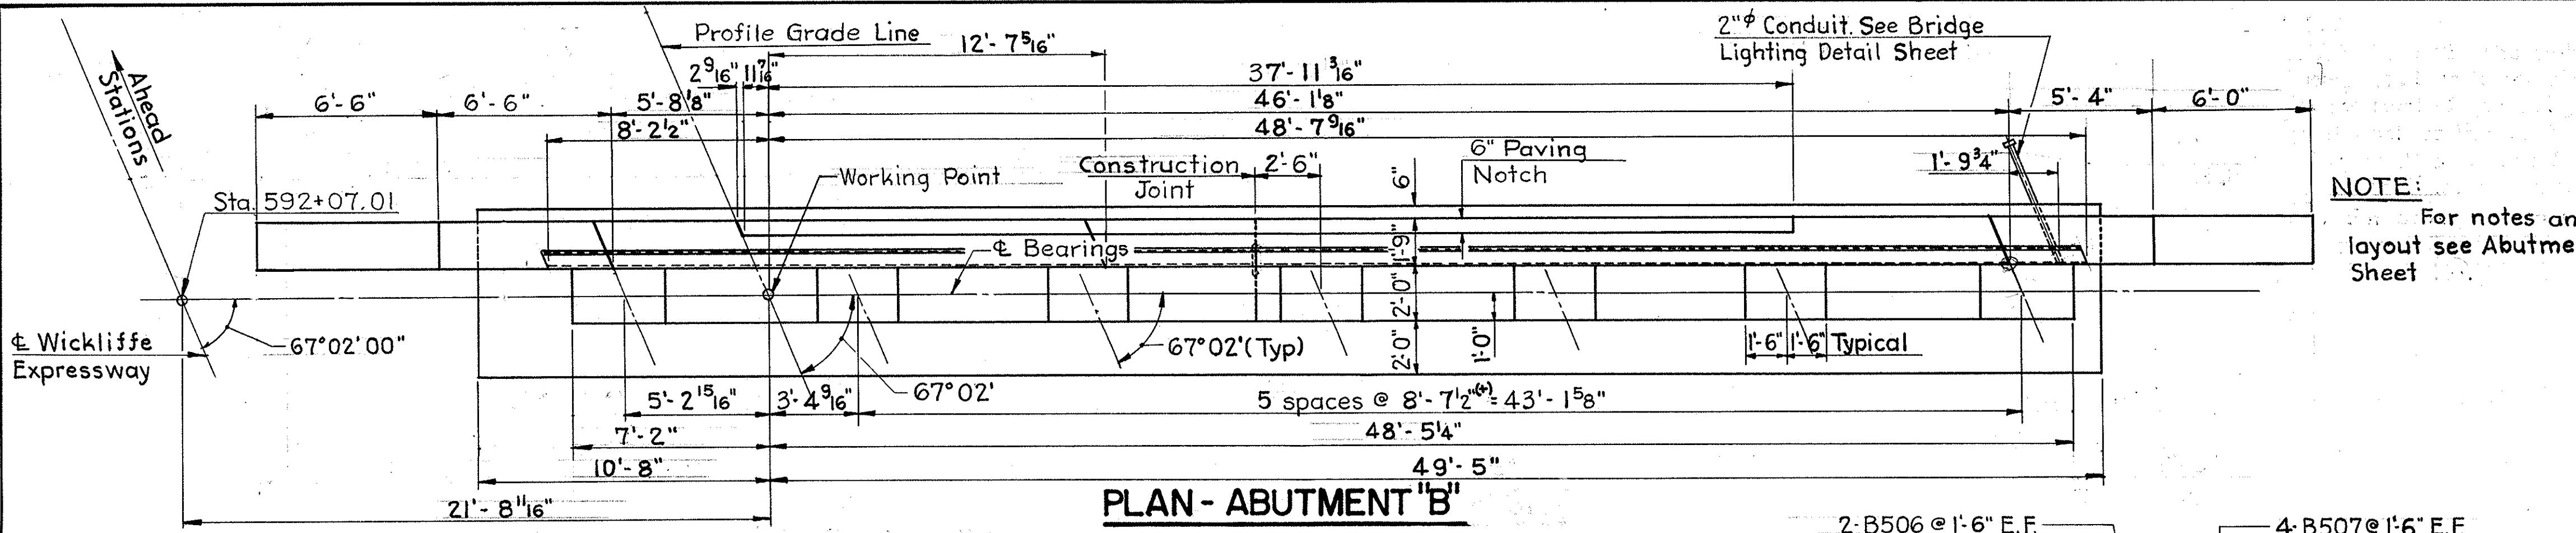 Profile Grade Line
12'-7 5/16"
2"ø Conduit. See Bridge
Lighting Detail Sheet
Ahead
Stations
2 9/16"
11 7/16"
37'-11 3/16"
6'-6"
6'-6"
5'-8 1/8"
46'-1 1/8"
5'-4"
6'-0"
8'-2 1/2"
48'-7 9/16"
Working Point
Construction
Joint
2'-6"
6" Paving
Notch
6"
1'-9 3/4"
NOTE:
For notes an
layout see Abutme
Sheet
Sta. 592+07.01
℄ Bearings
1'-9"
2'-0"
2'-0"
1'-0"
℄ Wickliffe
Expressway
67°02'00"
67°02'(Typ)
1'-6"
1'-6"
Typical
67°02'
5'-2 15/16"
3'-4 9/16"
5 spaces @ 8'-7 1/2"(+) = 43'-1 5/8"
7'-2"
48'-5 1/4"
10'-8"
49'-5"
21'-8 11/16"
PLAN - ABUTMENT "B"
2-B506 @ 1'-6" E.F.
4-B507 @ 1'-6" E.F.